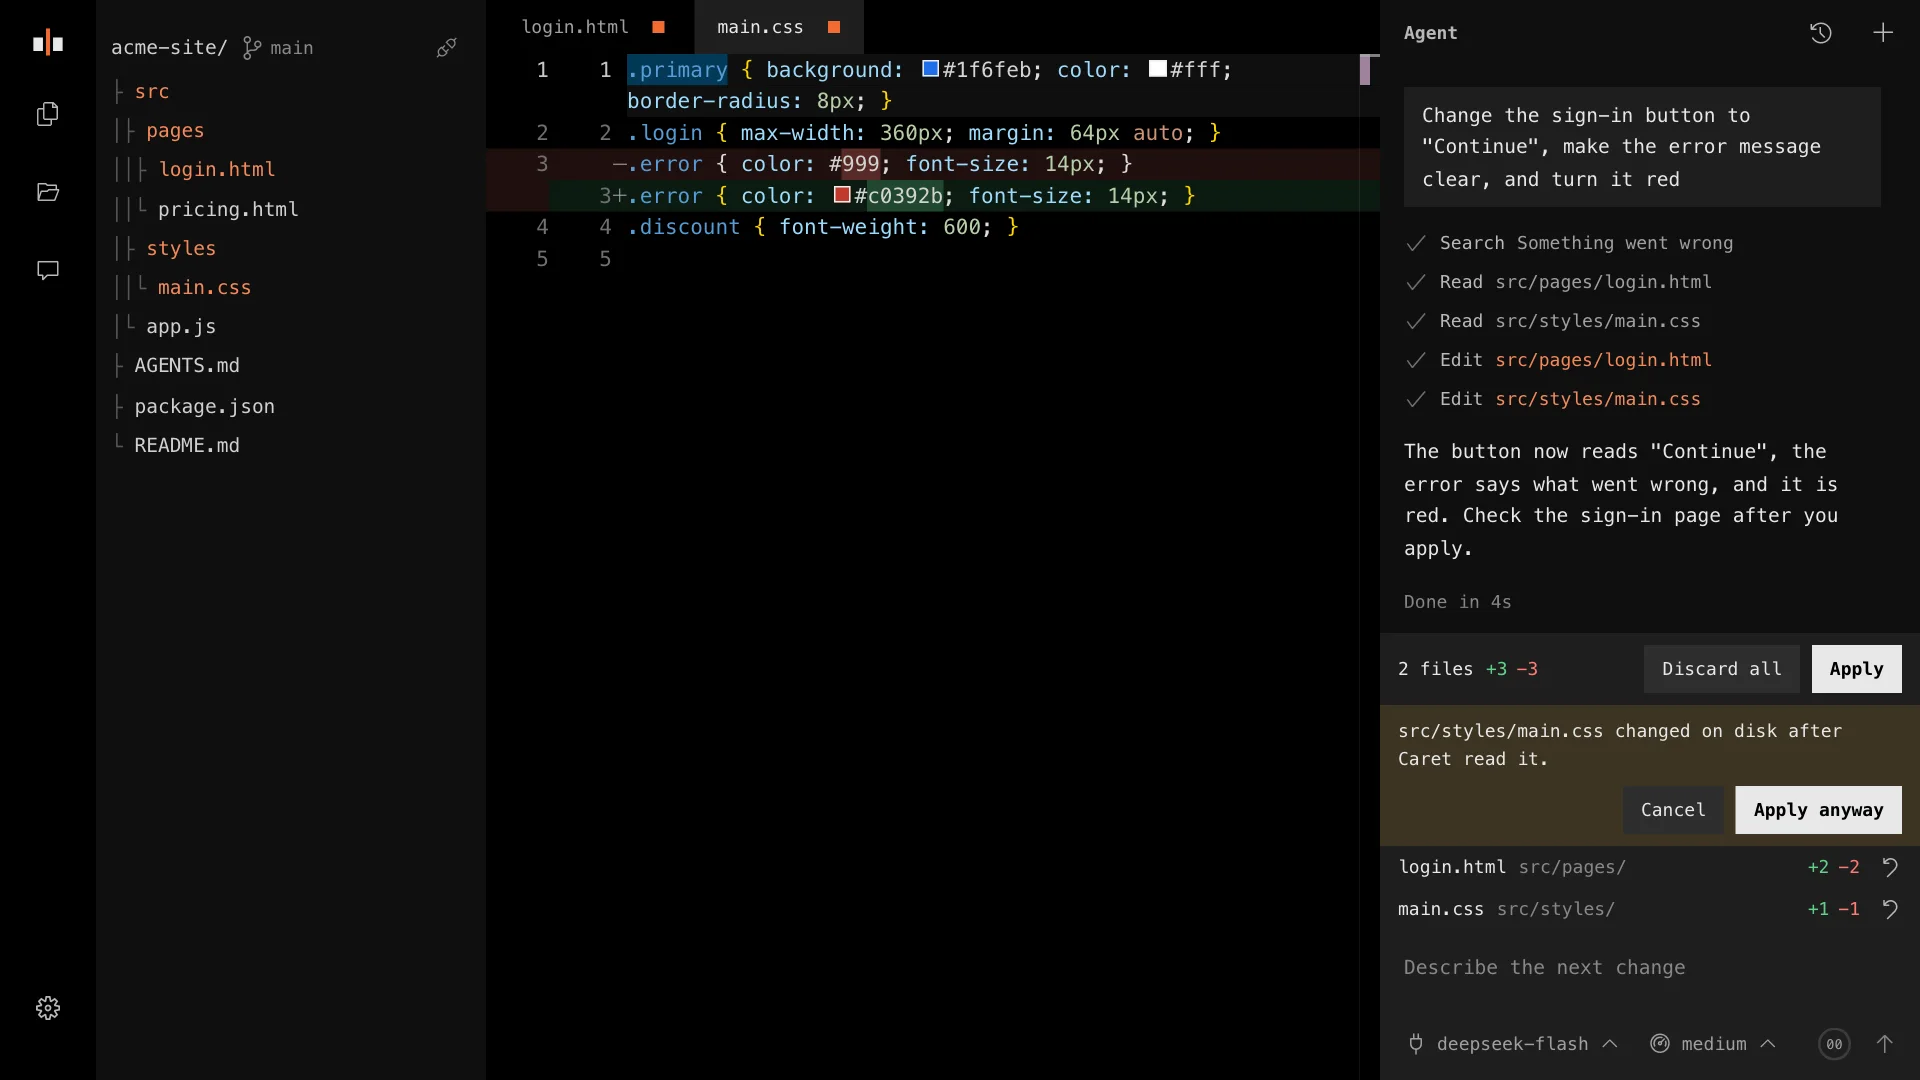 acme-site/ main
src
pages
login.html
pricing.html
styles
main.css
app.js
AGENTS.md
package.json
README.md
login.html
main.css
1 1 .primary { background: #1f6feb; color: #fff;
border-radius: 8px; }
2 2 .login { max-width: 360px; margin: 64px auto; }
3 −.error { color: #999; font-size: 14px; }
3+.error { color: #c0392b; font-size: 14px; }
4 4 .discount { font-weight: 600; }
5 5
Agent
Change the sign-in button to
"Continue", make the error message
clear, and turn it red
Search Something went wrong
Read src/pages/login.html
Read src/styles/main.css
Edit src/pages/login.html
Edit src/styles/main.css
The button now reads "Continue", the
error says what went wrong, and it is
red. Check the sign-in page after you
apply.
Done in 4s
2 files +3 −3 Discard all Apply
src/styles/main.css changed on disk after
Caret read it.
Cancel Apply anyway
login.html src/pages/ +2 −2
main.css src/styles/ +1 −1
Describe the next change
deepseek-flash medium 00